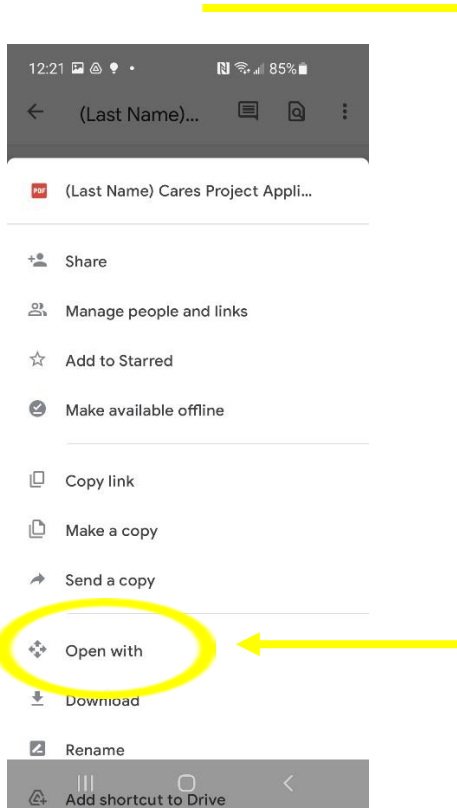 12:21 85%
(Last Name)...
PDF (Last Name) Cares Project Appli...
Share
Manage people and links
Add to Starred
Make available offline
Copy link
Make a copy
Send a copy
Open with
Download
Rename
Add shortcut to Drive